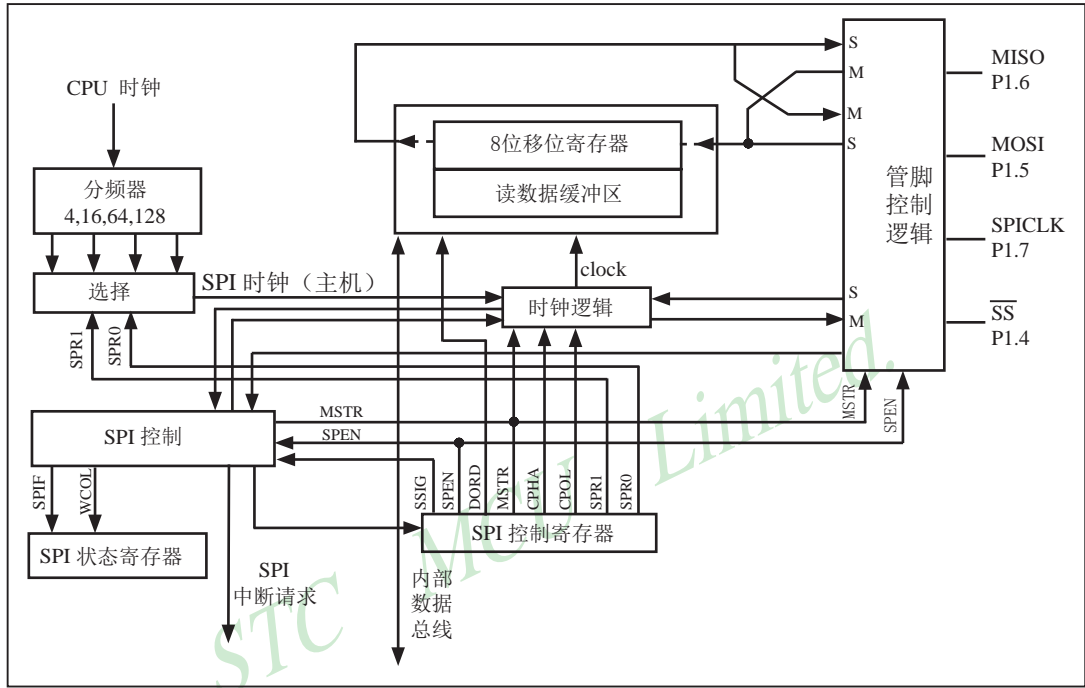 CPU 时钟
分频器
4,16,64,128
选择
SPI 时钟（主机）
SPR1
SPR0
8位移位寄存器
读数据缓冲区
clock
时钟逻辑
S
M
M
S
S
M
管脚
控制
逻辑
MISO
P1.6
MOSI
P1.5
SPICLK
P1.7
SS
P1.4
MSTR
SPEN
SPI 控制
MSTR
SPEN
SPIF
WCOL
SPI 状态寄存器
SPI
中断请求
SSIG
SPEN
DORD
MSTR
CPHA
CPOL
SPR1
SPR0
SPI 控制寄存器
内部
数据
总线
STC MCU Limited.